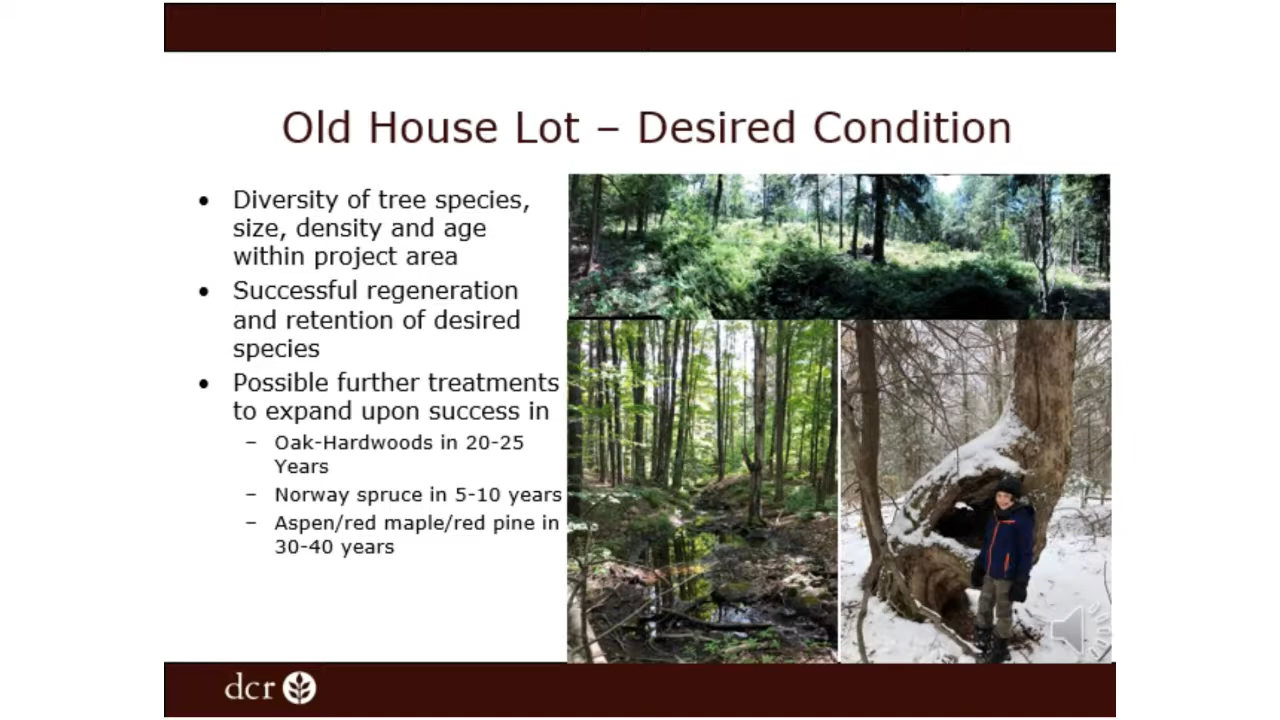 Old House Lot – Desired Condition
• Diversity of tree species,
size, density and age
within project area
• Successful regeneration
and retention of desired
species
• Possible further treatments
to expand upon success in
– Oak-Hardwoods in 20-25
Years
– Norway spruce in 5-10 years
– Aspen/red maple/red pine in
30-40 years
dcr